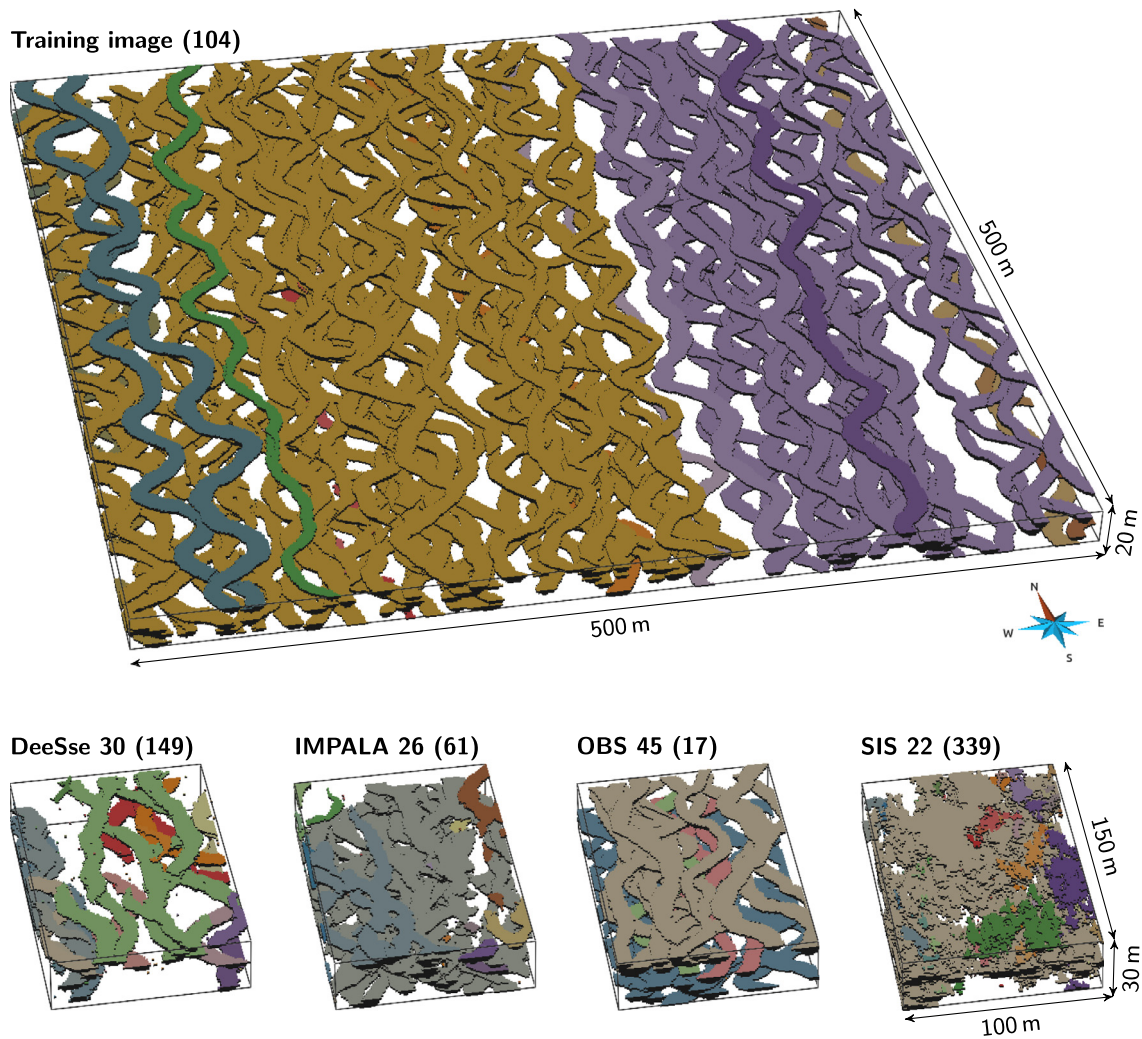 Training image (104)
500 m
20 m
500 m
N
W
E
S
DeeSse 30 (149)
IMPALA 26 (61)
OBS 45 (17)
SIS 22 (339)
150 m
30 m
100 m